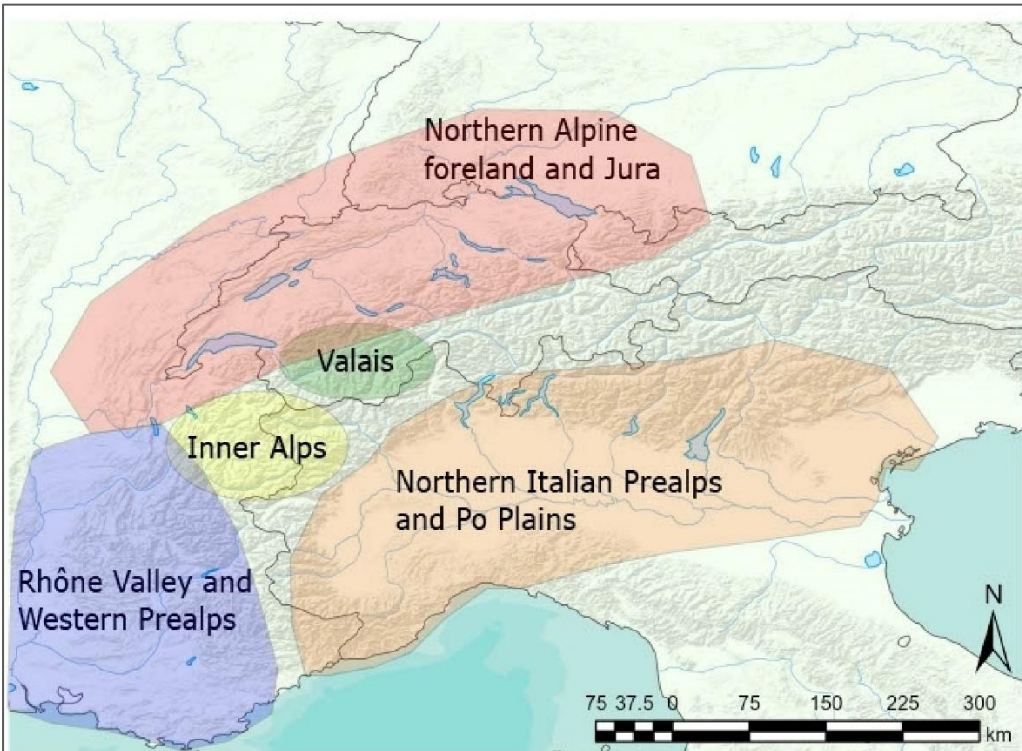 Northern Alpine
foreland and Jura
Valais
Inner Alps
Northern Italian Prealps
and Po Plains
Rhône Valley and
Western Prealps
N
75 37.5 0 75 150 225 300
km